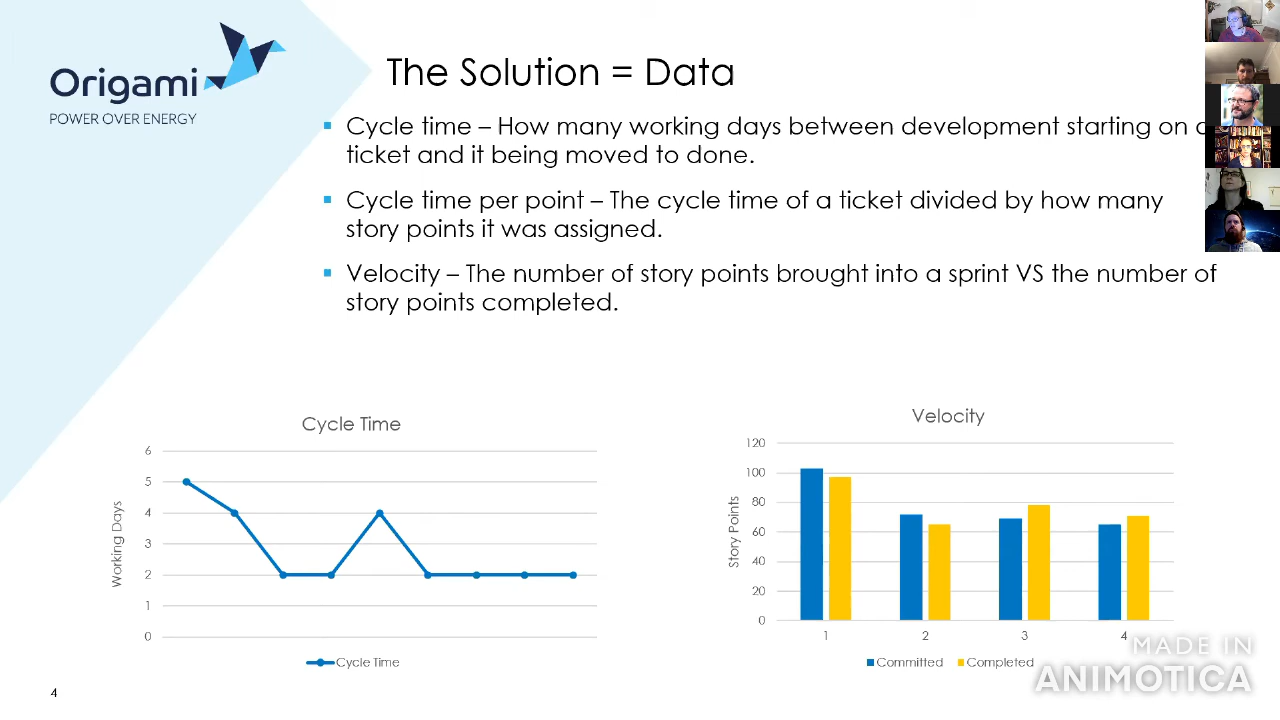 Origami
POWER OVER ENERGY
The Solution = Data
Cycle time – How many working days between development starting on a
ticket and it being moved to done.
Cycle time per point – The cycle time of a ticket divided by how many
story points it was assigned.
Velocity – The number of story points brought into a sprint VS the number of
story points completed.
Cycle Time
6
5
4
3
2
1
0
Working Days
Cycle Time
Velocity
120
100
80
60
40
20
0
Story Points
1 2 3 4
Committed Completed
4
MADE IN
ANIMOTICA